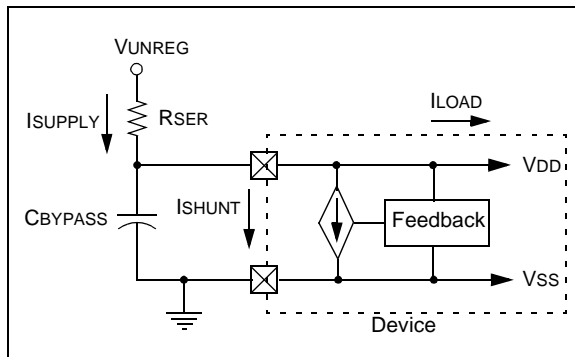 VUNREG
ISUPPLY
RSER
ILOAD
VDD
CBYPASS
ISHUNT
Feedback
VSS
Device